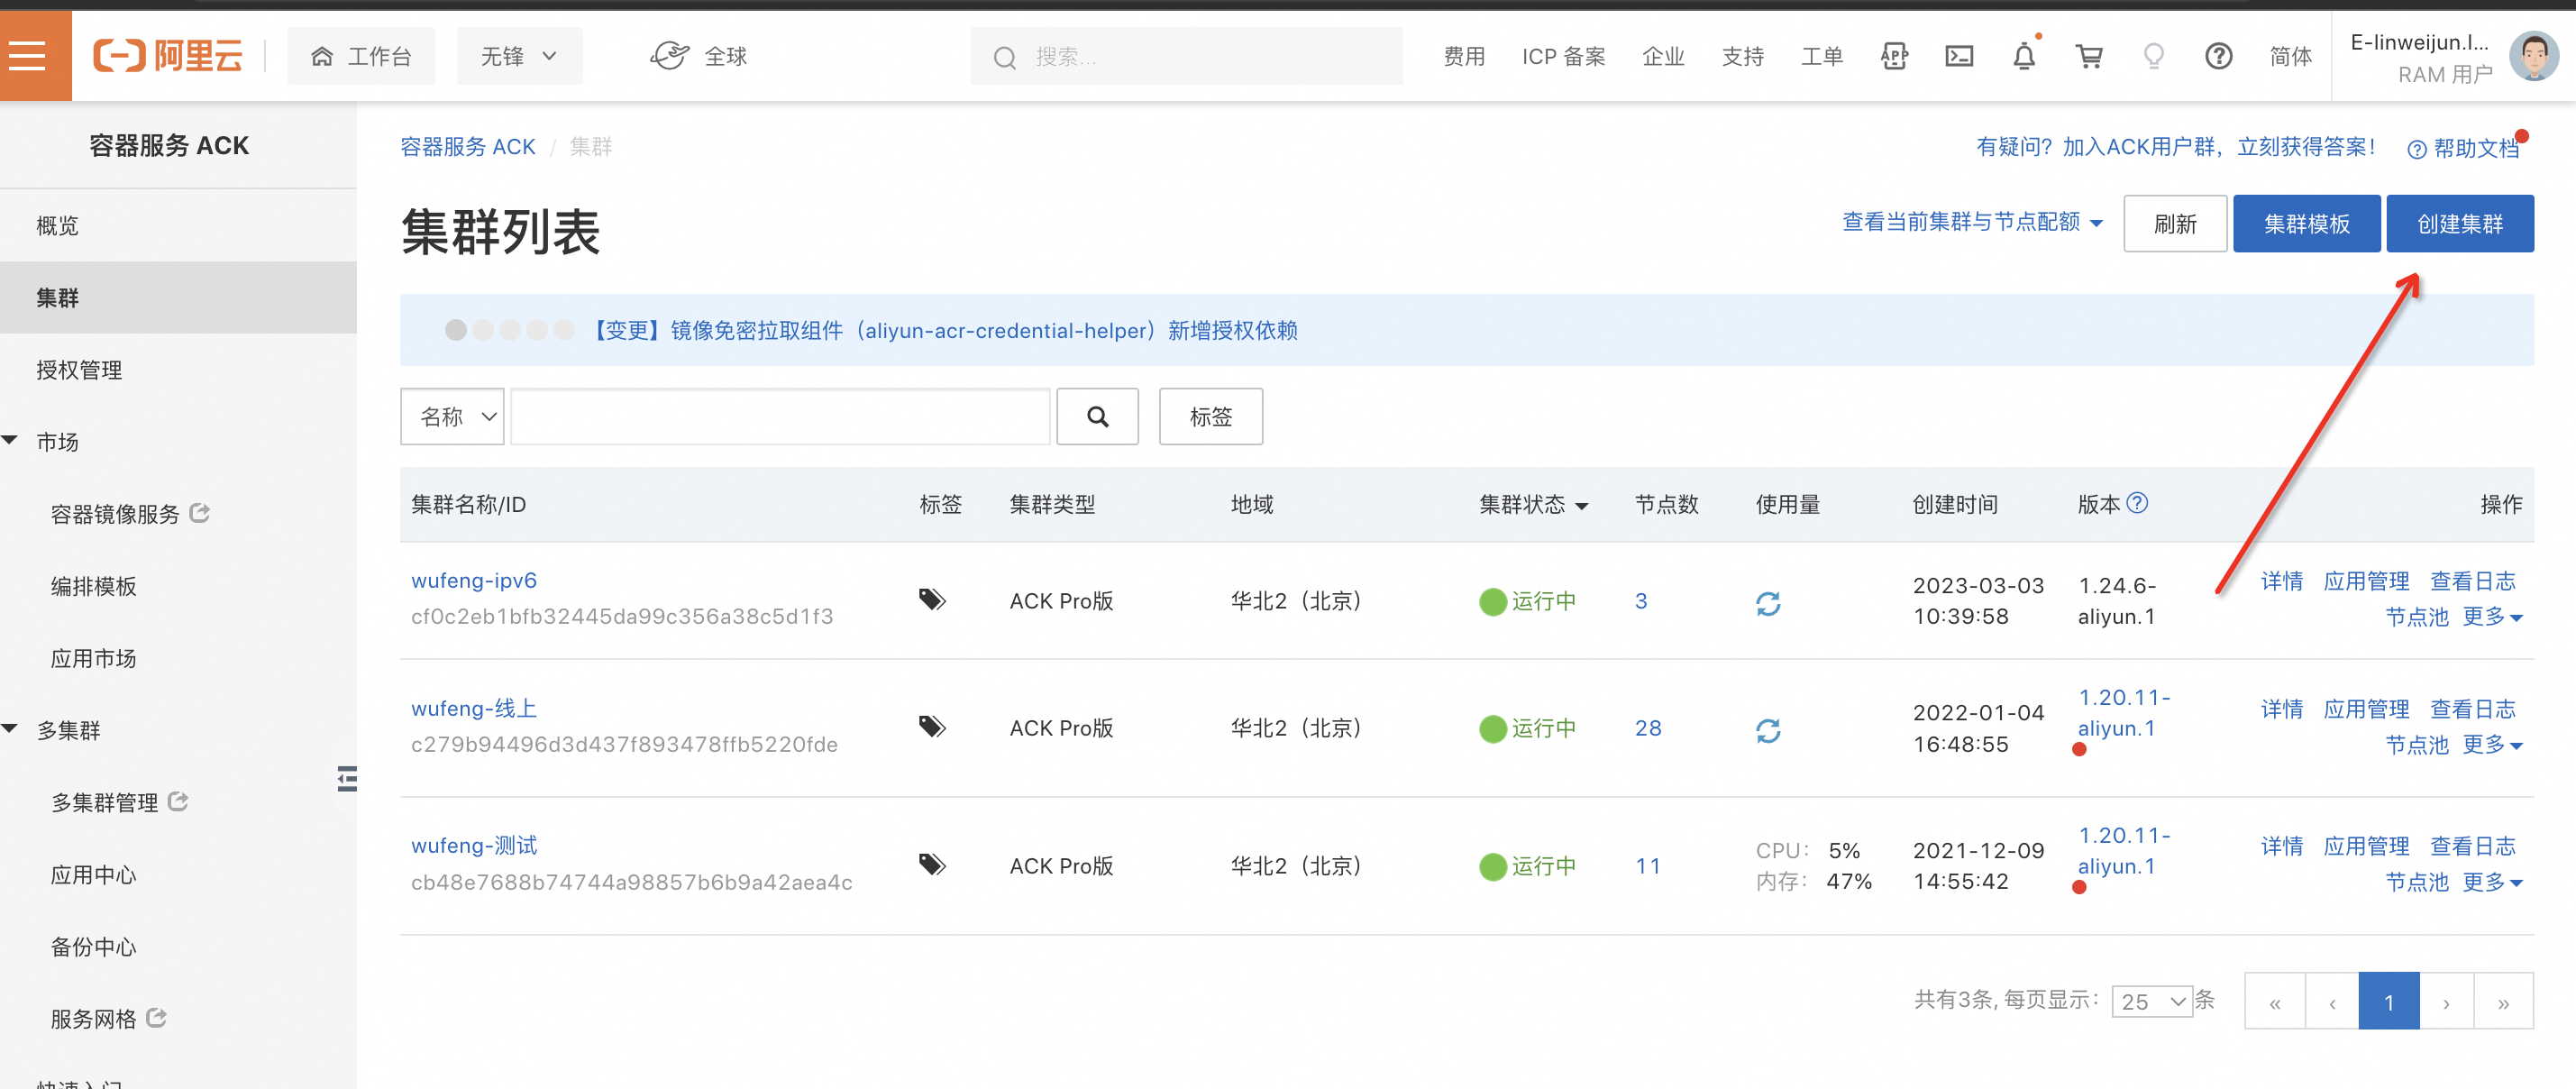 阿里云
工作台
无锋
全球
搜索...
费用
ICP 备案
企业
支持
工单
APP
简体
E-linweijun.l...
RAM 用户
容器服务 ACK
概览
集群
授权管理
市场
容器镜像服务
编排模板
应用市场
多集群
多集群管理
应用中心
备份中心
服务网格
快速入门
容器服务 ACK / 集群
有疑问？加入ACK用户群，立刻获得答案！
帮助文档
集群列表
查看当前集群与节点配额
刷新
集群模板
创建集群
【变更】镜像免密拉取组件（aliyun-acr-credential-helper）新增授权依赖
名称
标签
集群名称/ID 标签 集群类型 地域 集群状态 节点数 使用量 创建时间 版本 操作
wufeng-ipv6
cf0c2eb1bfb32445da99c356a38c5d1f3
ACK Pro版
华北2（北京）
运行中
3
2023-03-03
10:39:58
1.24.6-
aliyun.1
详情 应用管理 查看日志
节点池 更多
wufeng-线上
c279b94496d3d437f893478ffb5220fde
ACK Pro版
华北2（北京）
运行中
28
2022-01-04
16:48:55
1.20.11-
aliyun.1
详情 应用管理 查看日志
节点池 更多
wufeng-测试
cb48e7688b74744a98857b6b9a42aea4c
ACK Pro版
华北2（北京）
运行中
11
CPU： 5%
内存： 47%
2021-12-09
14:55:42
1.20.11-
aliyun.1
详情 应用管理 查看日志
节点池 更多
共有3条, 每页显示： 25 条
« ‹ 1 › »